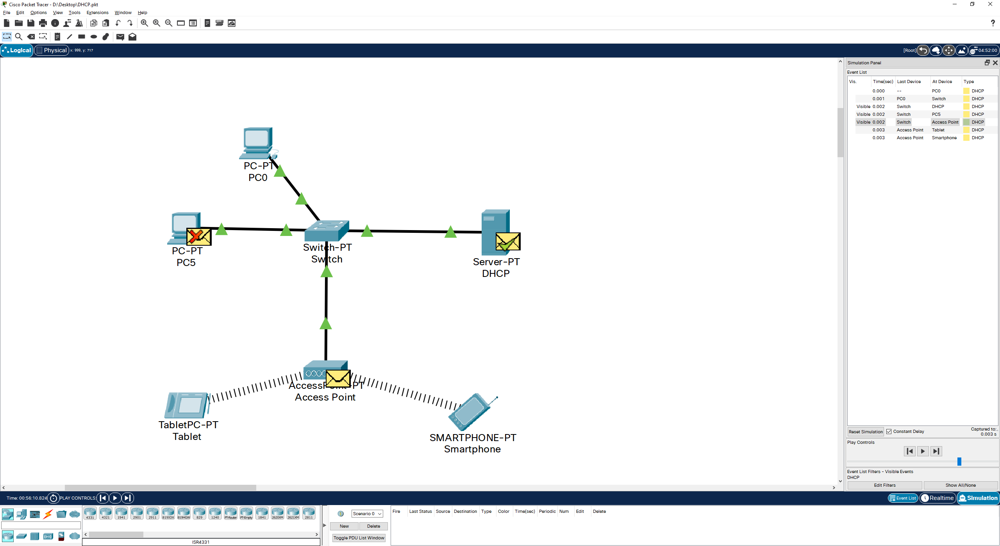 Cisco Packet Tracer - D:\Desktop\DHCP.pkt
File Edit Options View Tools Extensions Window Help
?
Logical Physical x: 999, y: 717 [Root] 04:52:00
Simulation Panel
Event List
Vis. Time(sec) Last Device At Device Type
0.000 -- PC0 DHCP
0.001 PC0 Switch DHCP
Visible 0.002 Switch DHCP DHCP
Visible 0.002 Switch PC5 DHCP
Visible 0.002 Switch Access Point DHCP
0.003 Access Point Tablet DHCP
0.003 Access Point Smartphone DHCP
PC-PT
PC0
PC-PT
PC5
Switch-PT
Switch
Server-PT
DHCP
AccessPoint-PT
Access Point
TabletPC-PT
Tablet
SMARTPHONE-PT
Smartphone
Reset Simulation Constant Delay Captured to:
0.003 s
Play Controls
Event List Filters - Visible Events
DHCP
Edit Filters Show All/None
Time: 00:56:10.824 PLAY CONTROLS: Event List Realtime Simulation
4331 4321 1941 2901 2911 819IOX 819HGW 829 1240 PT-Router PT-Empty 1841 2620XM 2621XM 2811
ISR4331
Scenario 0
New Delete
Toggle PDU List Window
Fire Last Status Source Destination Type Color Time(sec) Periodic Num Edit Delete